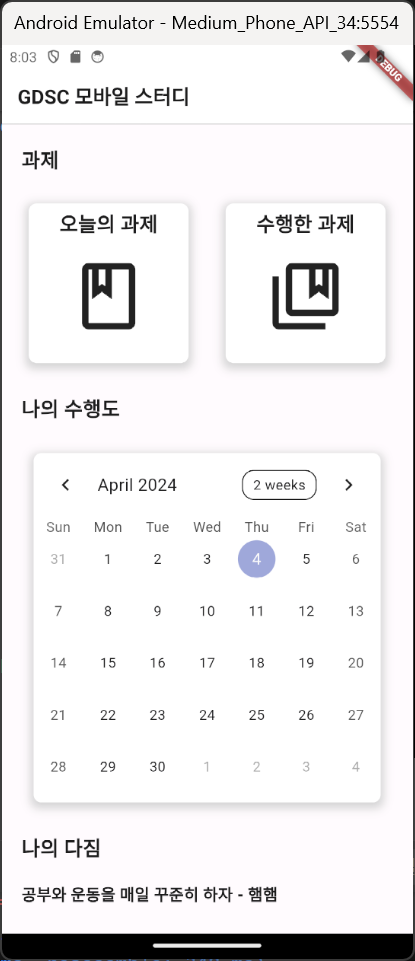 Android Emulator - Medium_Phone_API_34:5554
8:03
DEBUG
GDSC 모바일 스터디
과제
오늘의 과제 수행한 과제
나의 수행도
April 2024 2 weeks
Sun Mon Tue Wed Thu Fri Sat
31 1 2 3 4 5 6
7 8 9 10 11 12 13
14 15 16 17 18 19 20
21 22 23 24 25 26 27
28 29 30 1 2 3 4
나의 다짐
공부와 운동을 매일 꾸준히 하자 - 햄햄